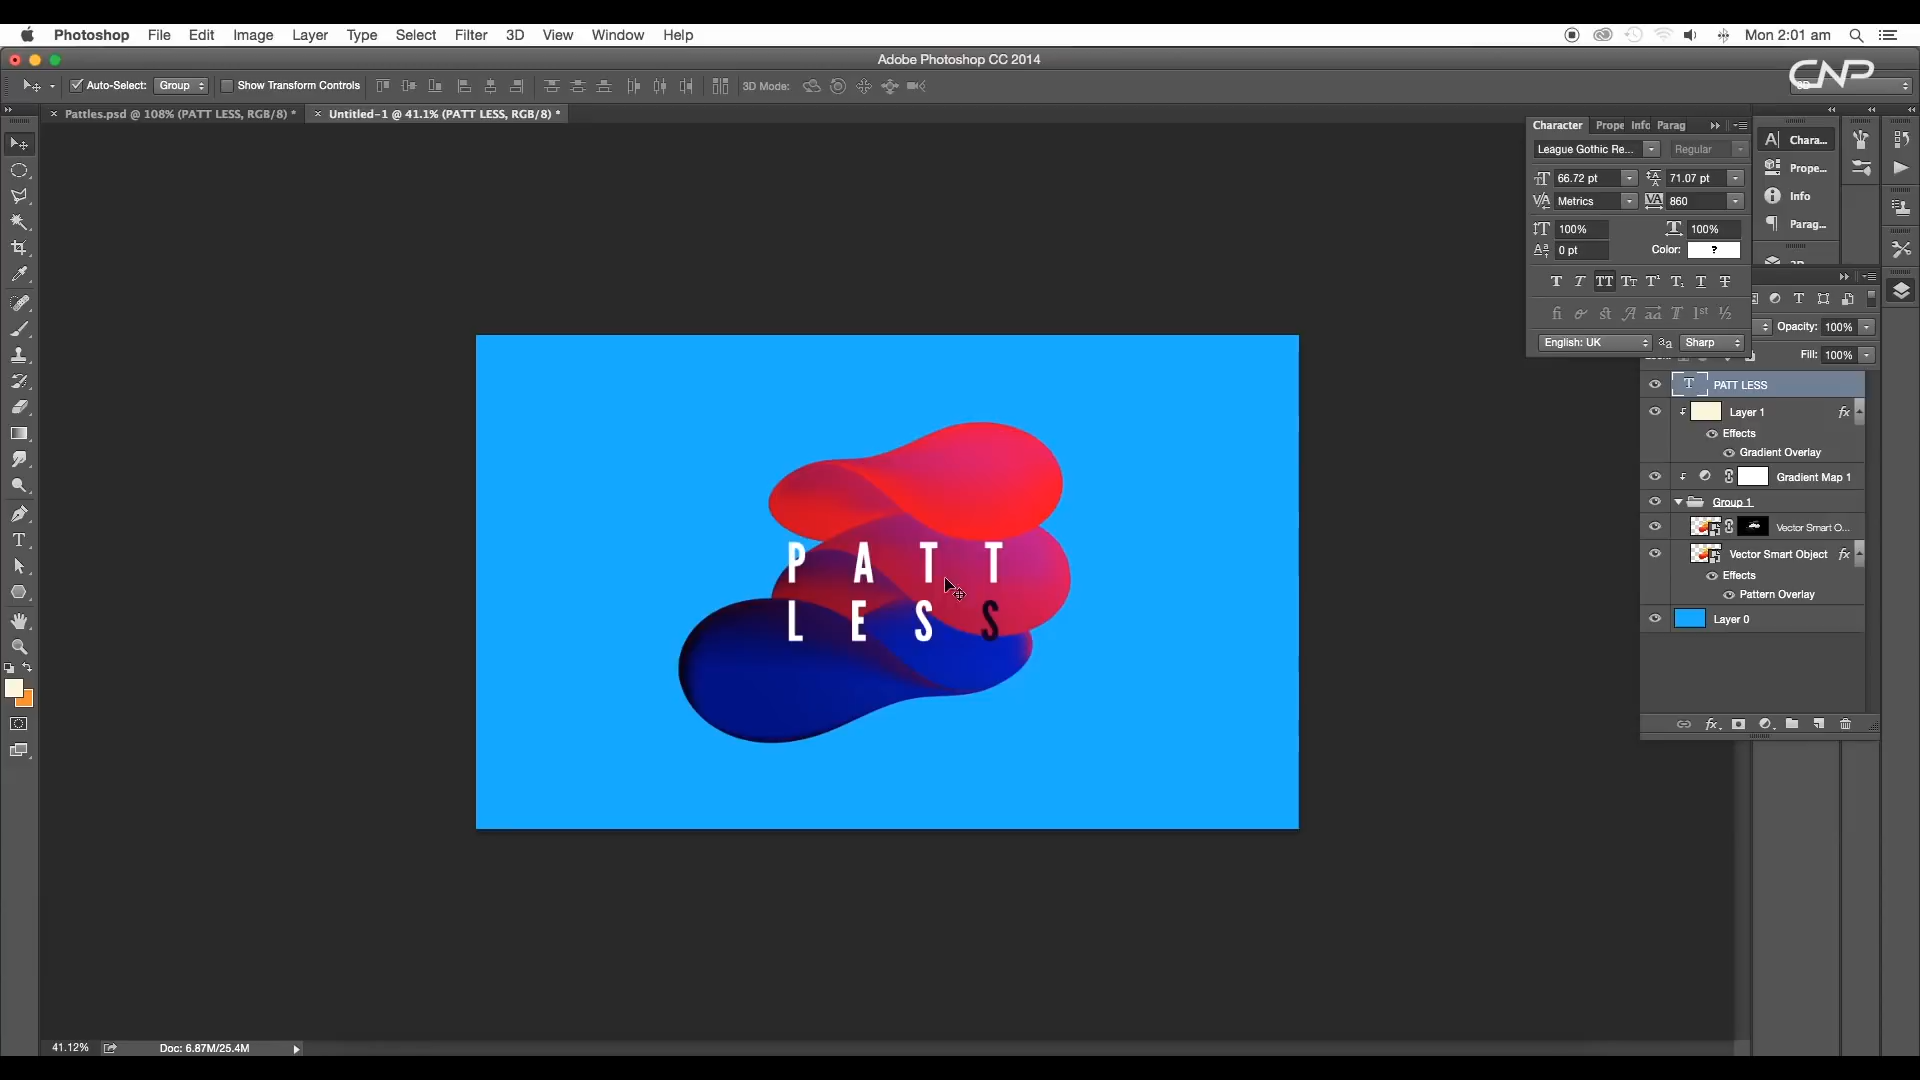 Photoshop File Edit Image Layer Type Select Filter 3D View Window Help Mon 2:01 am
Adobe Photoshop CC 2014
Auto-Select: Group Show Transform Controls 3D Mode:
CNP
Pattles.psd @ 108% (PATT LESS, RGB/8) *
Untitled-1 @ 41.1% (PATT LESS, RGB/8) *
Character Prope Info Parag
League Gothic Re... Regular
66.72 pt 71.07 pt
Metrics 860
100% 100%
0 pt Color: ?
English: UK Sharp
Chara...
Prope...
Info
Parag...
Opacity: 100%
Fill: 100%
PATT LESS
Layer 1 fx
Effects
Gradient Overlay
Gradient Map 1
Group 1
Vector Smart O...
Vector Smart Object fx
Effects
Pattern Overlay
Layer 0
PATT
LESS
41.12% Doc: 6.87M/25.4M